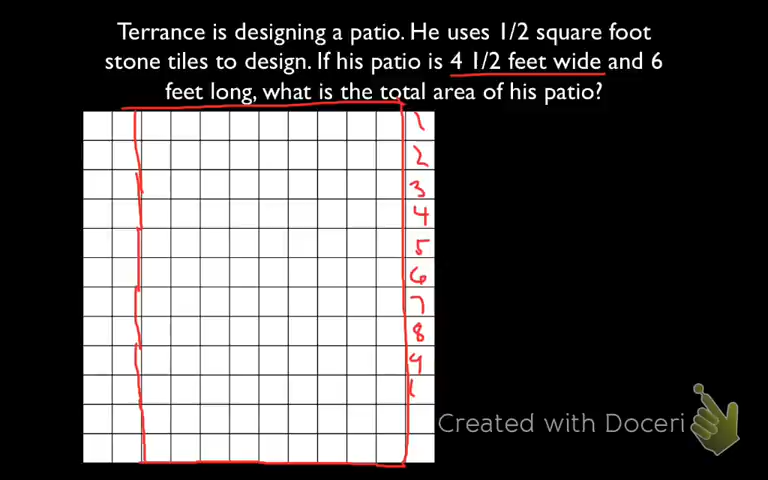 Terrance is designing a patio. He uses 1/2 square foot
stone tiles to design. If his patio is 4 1/2 feet wide and 6
feet long, what is the total area of his patio?
1
2
3
4
5
6
7
8
9
1
Created with Doceri